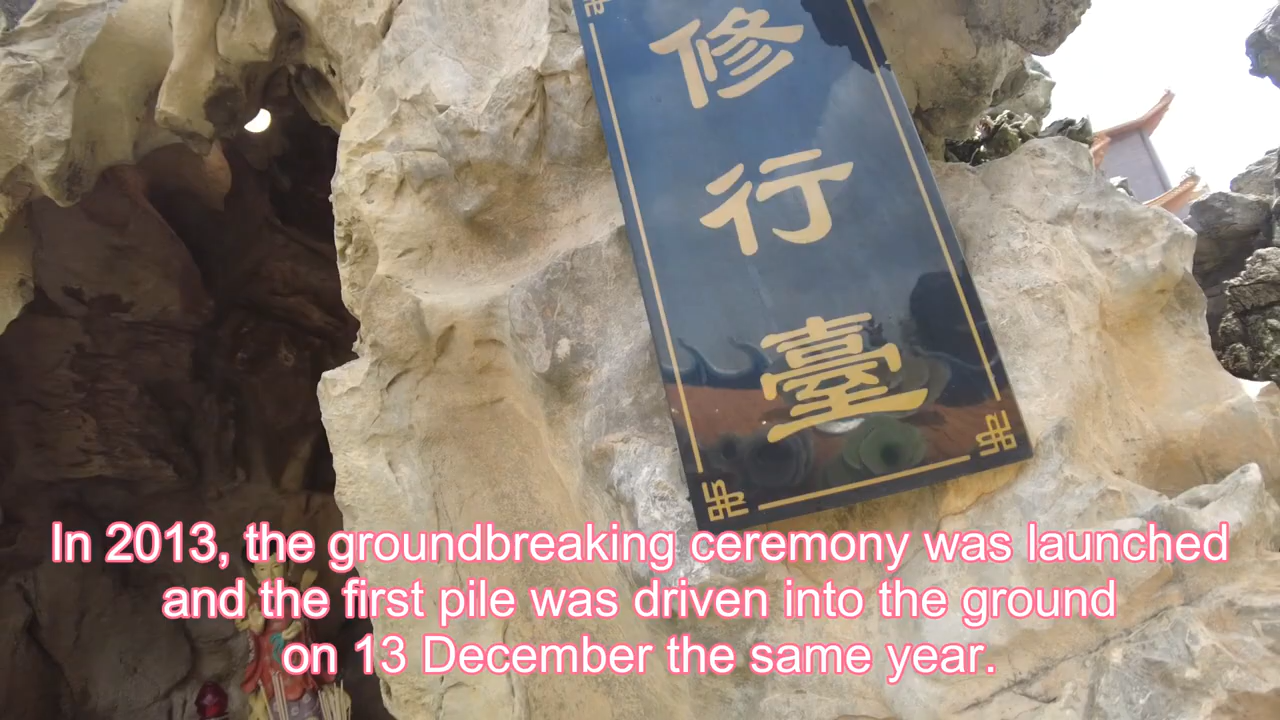 修行臺
In 2013, the groundbreaking ceremony was launched
and the first pile was driven into the ground
on 13 December the same year.